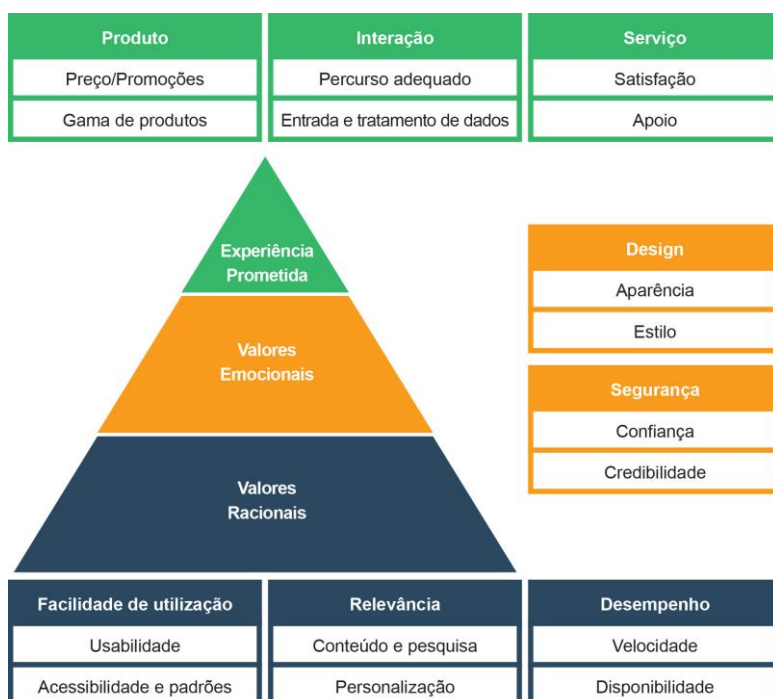 Produto
Interação
Serviço
Preço/Promoções
Percurso adequado
Satisfação
Gama de produtos
Entrada e tratamento de dados
Apoio
Experiência
Prometida
Valores
Emocionais
Valores
Racionais
Design
Aparência
Estilo
Segurança
Confiança
Credibilidade
Facilidade de utilização
Relevância
Desempenho
Usabilidade
Conteúdo e pesquisa
Velocidade
Acessibilidade e padrões
Personalização
Disponibilidade